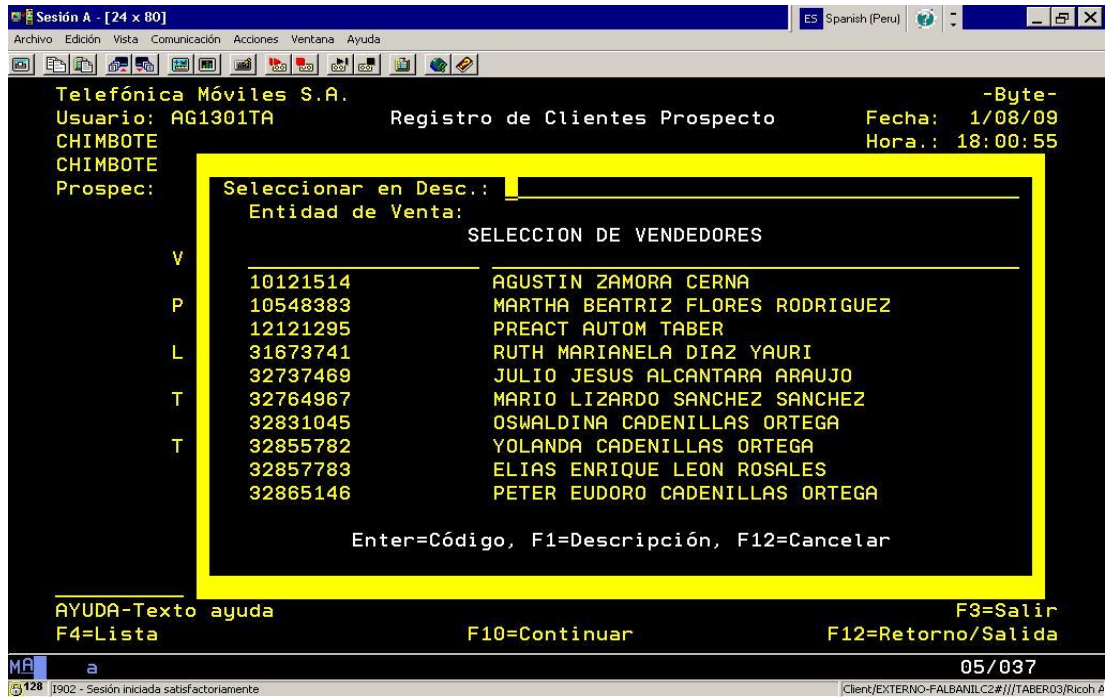 Sesión A - [24 x 80]
ES Spanish (Peru)
Archivo Edición Vista Comunicación Acciones Ventana Ayuda
Telefónica Móviles S.A. -Byte-
Usuario: AG1301TA Registro de Clientes Prospecto Fecha: 1/08/09
CHIMBOTE Hora.: 18:00:55
CHIMBOTE
Prospec: Seleccionar en Desc.:
Entidad de Venta:
SELECCION DE VENDEDORES
V
10121514 AGUSTIN ZAMORA CERNA
P 10548383 MARTHA BEATRIZ FLORES RODRIGUEZ
12121295 PREACT AUTOM TABER
L 31673741 RUTH MARIANELA DIAZ YAURI
32737469 JULIO JESUS ALCANTARA ARAUJO
T 32764967 MARIO LIZARDO SANCHEZ SANCHEZ
32831045 OSWALDINA CADENILLAS ORTEGA
T 32855782 YOLANDA CADENILLAS ORTEGA
32857783 ELIAS ENRIQUE LEON ROSALES
32865146 PETER EUDORO CADENILLAS ORTEGA
Enter=Código, F1=Descripción, F12=Cancelar
AYUDA-Texto ayuda F3=Salir
F4=Lista F10=Continuar F12=Retorno/Salida
MA a 05/037
128 I902 - Sesión iniciada satisfactoriamente Client/EXTERNO-FALBANILC2#///TABER03/Ricoh A